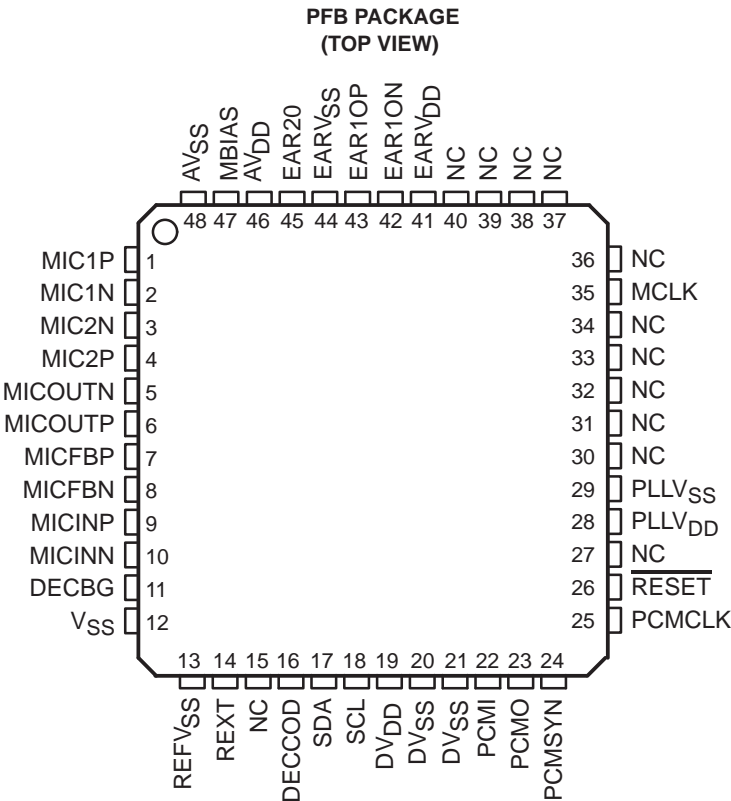 PFB PACKAGE
(TOP VIEW)
AVSS
MBIAS
AVDD
EAR20
EARVSS
EAR1OP
EAR1ON
EARVDD
NC
NC
NC
NC
48 47 46 45 44 43 42 41 40 39 38 37
MIC1P 1
MIC1N 2
MIC2N 3
MIC2P 4
MICOUTN 5
MICOUTP 6
MICFBP 7
MICFBN 8
MICINP 9
MICINN 10
DECBG 11
VSS 12
36 NC
35 MCLK
34 NC
33 NC
32 NC
31 NC
30 NC
29 PLLVSS
28 PLLVDD
27 NC
26 RESET
25 PCMCLK
13 14 15 16 17 18 19 20 21 22 23 24
REFVSS
REXT
NC
DECCOD
SDA
SCL
DVDD
DVSS
DVSS
PCMI
PCMO
PCMSYN